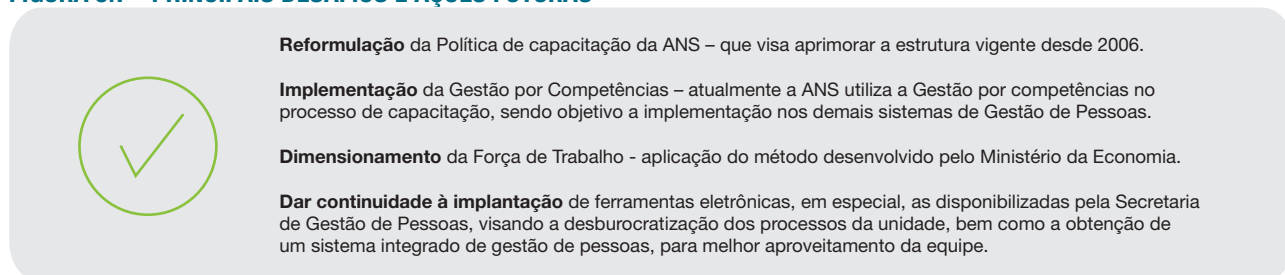 Reformulação da Política de capacitação da ANS – que visa aprimorar a estrutura vigente desde 2006.
Implementação da Gestão por Competências – atualmente a ANS utiliza a Gestão por competências no
processo de capacitação, sendo objetivo a implementação nos demais sistemas de Gestão de Pessoas.
Dimensionamento da Força de Trabalho - aplicação do método desenvolvido pelo Ministério da Economia.
Dar continuidade à implantação de ferramentas eletrônicas, em especial, as disponibilizadas pela Secretaria
de Gestão de Pessoas, visando a desburocratização dos processos da unidade, bem como a obtenção de
um sistema integrado de gestão de pessoas, para melhor aproveitamento da equipe.